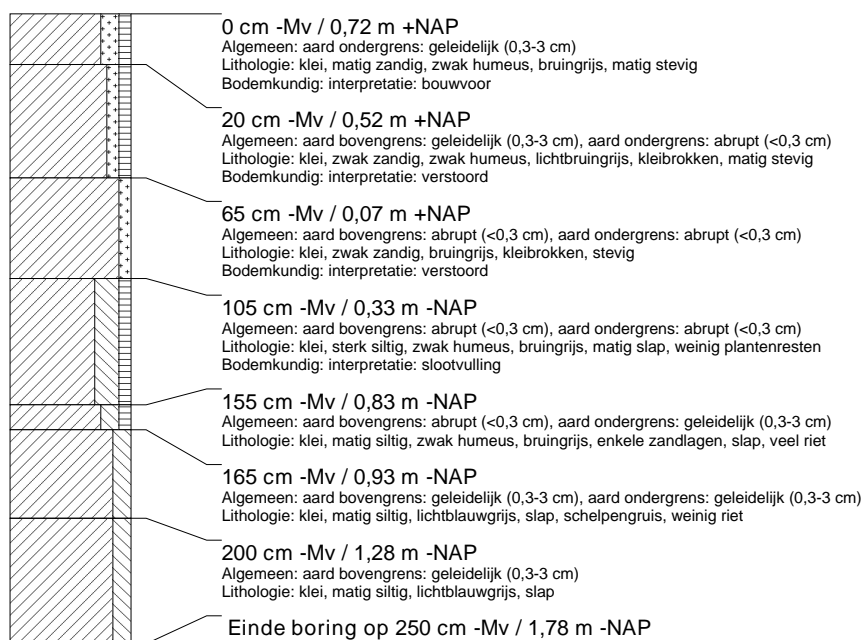 0 cm -Mv / 0,72 m +NAP
Algemeen: aard ondergrens: geleidelijk (0,3-3 cm)
Lithologie: klei, matig zandig, zwak humeus, bruingrijs, matig stevig
Bodemkundig: interpretatie: bouwvoor
20 cm -Mv / 0,52 m +NAP
Algemeen: aard bovengrens: geleidelijk (0,3-3 cm), aard ondergrens: abrupt (<0,3 cm)
Lithologie: klei, zwak zandig, zwak humeus, lichtbruingrijs, kleibrokken, matig stevig
Bodemkundig: interpretatie: verstoord
65 cm -Mv / 0,07 m +NAP
Algemeen: aard bovengrens: abrupt (<0,3 cm), aard ondergrens: abrupt (<0,3 cm)
Lithologie: klei, zwak zandig, bruingrijs, kleibrokken, stevig
Bodemkundig: interpretatie: verstoord
105 cm -Mv / 0,33 m -NAP
Algemeen: aard bovengrens: abrupt (<0,3 cm), aard ondergrens: abrupt (<0,3 cm)
Lithologie: klei, sterk siltig, zwak humeus, bruingrijs, matig slap, weinig plantenresten
Bodemkundig: interpretatie: slootvulling
155 cm -Mv / 0,83 m -NAP
Algemeen: aard bovengrens: abrupt (<0,3 cm), aard ondergrens: geleidelijk (0,3-3 cm)
Lithologie: klei, matig siltig, zwak humeus, bruingrijs, enkele zandlagen, slap, veel riet
165 cm -Mv / 0,93 m -NAP
Algemeen: aard bovengrens: geleidelijk (0,3-3 cm), aard ondergrens: geleidelijk (0,3-3 cm)
Lithologie: klei, matig siltig, lichtblauwgrijs, slap, schelpengruis, weinig riet
200 cm -Mv / 1,28 m -NAP
Algemeen: aard bovengrens: geleidelijk (0,3-3 cm)
Lithologie: klei, matig siltig, lichtblauwgrijs, slap
Einde boring op 250 cm -Mv / 1,78 m -NAP